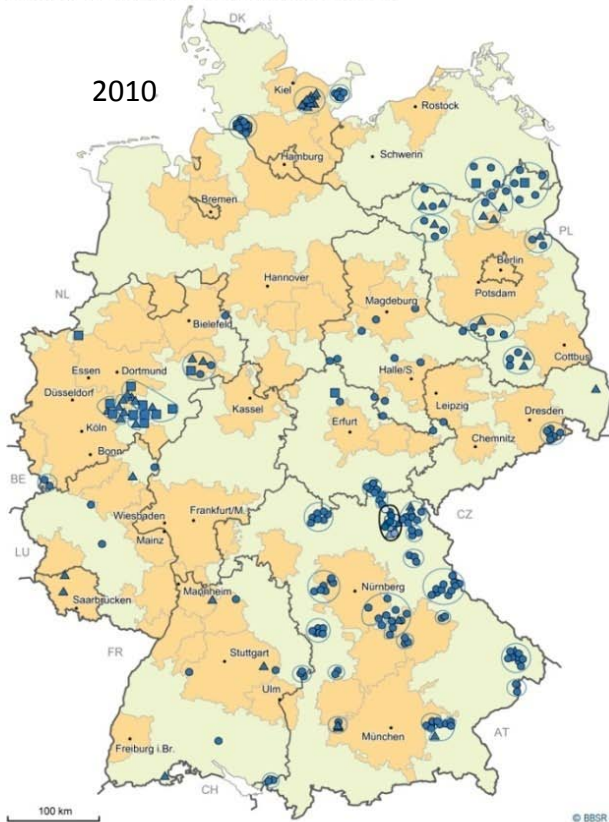 DK
2010
Kiel
Rostock
Schwerin
Hamburg
Bremen
PL
Berlin
Potsdam
Hannover
NL
Magdeburg
Bielefeld
Cottbus
Essen
Dortmund
Halle/S.
Düsseldorf
Kassel
Leipzig
Dresden
Köln
Erfurt
Chemnitz
Bonn
BE
CZ
Wiesbaden
Frankfurt/M.
Mainz
LU
Nürnberg
Mannheim
Saarbrücken
FR
Stuttgart
Ulm
München
AT
Freiburg i.Br.
CH
100 km
© BBSR